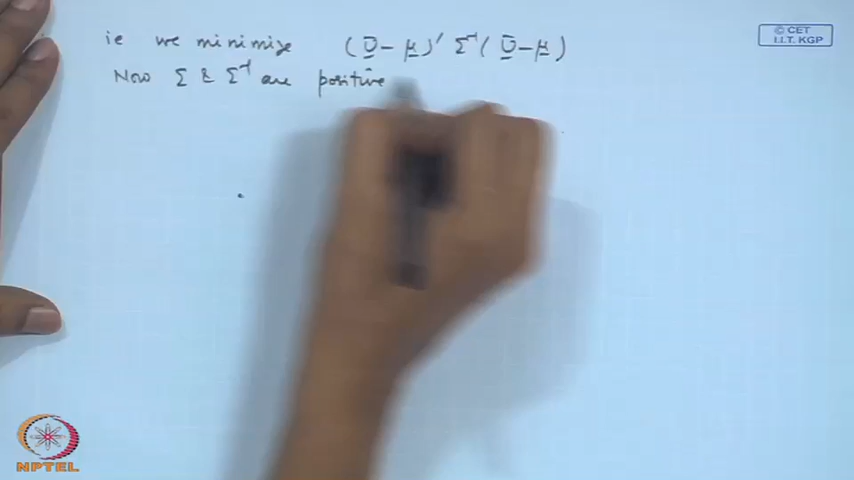 ie we minimize (U̲̅ - μ̲)' Σ⁻¹ (U̲̅ - μ̲)
Now Σ & Σ⁻¹ are positive
© CET
I.I.T. KGP
NPTEL